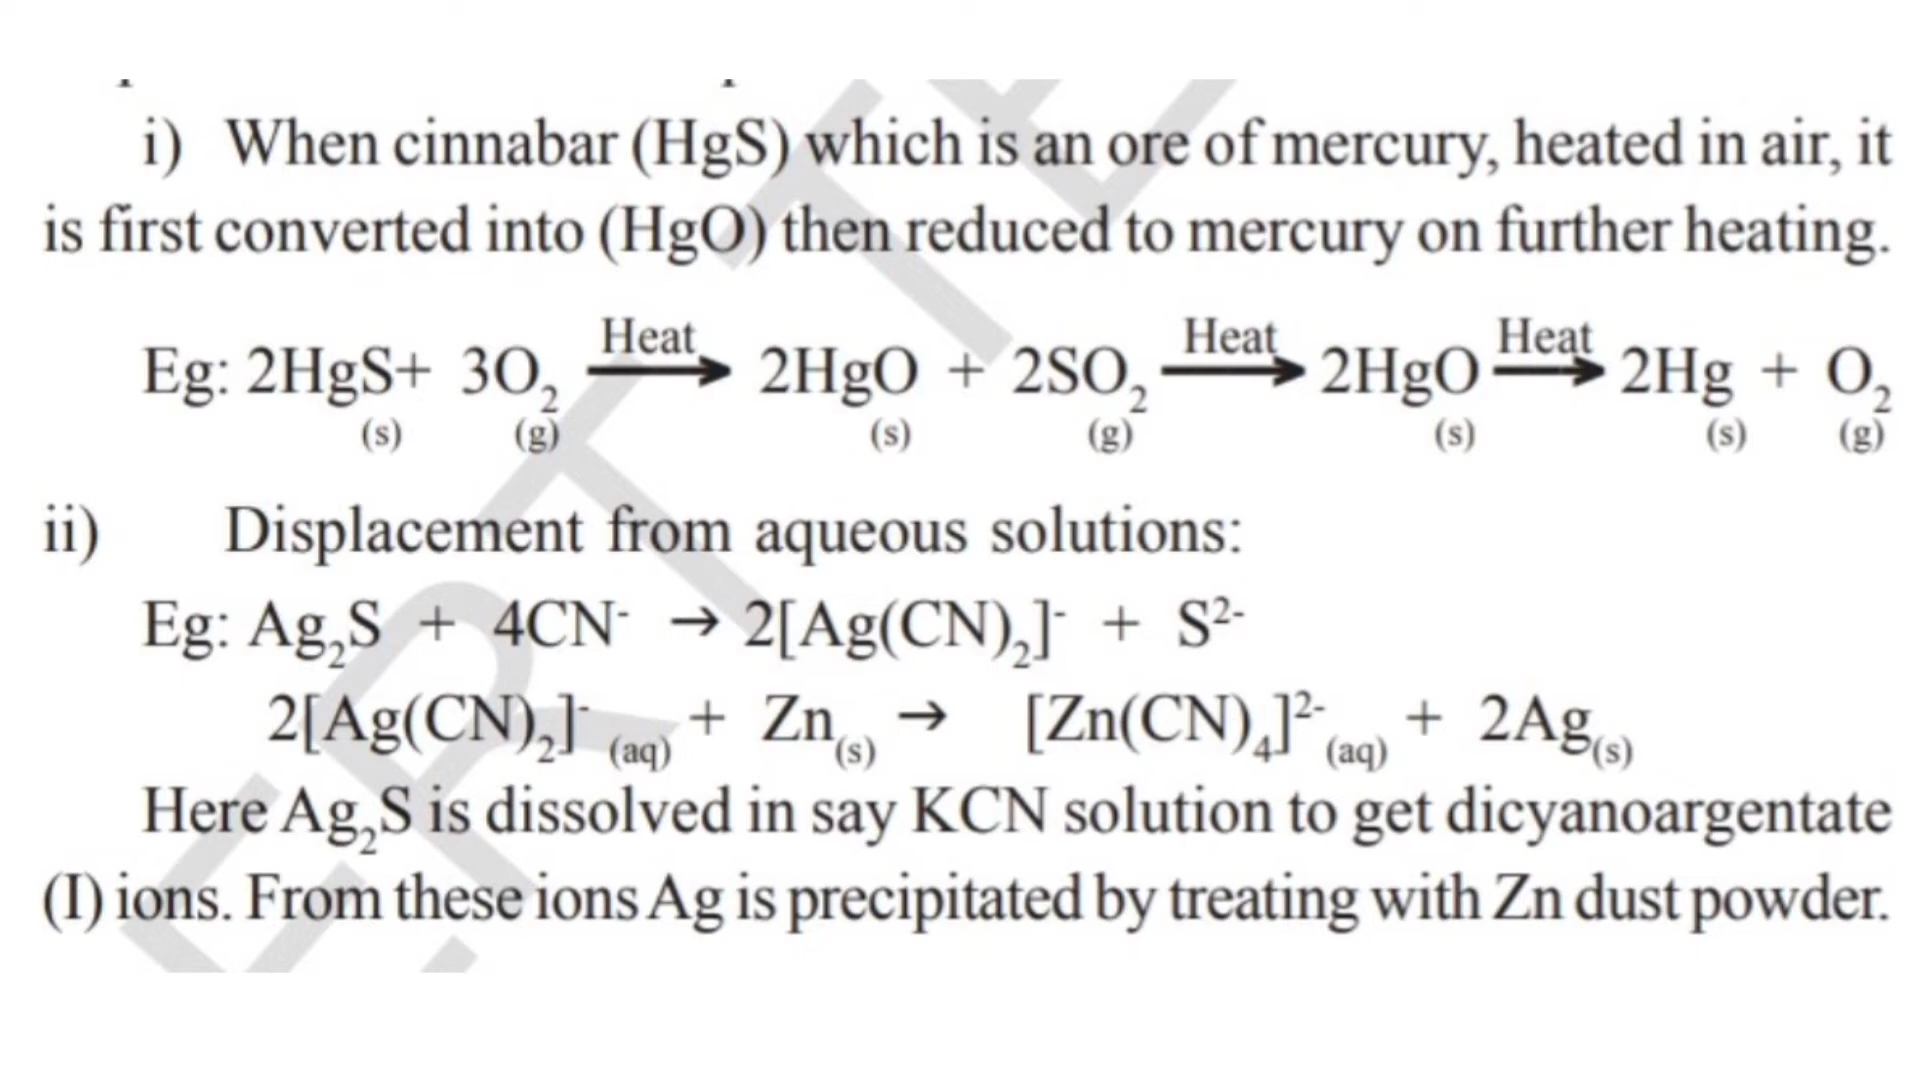 i) When cinnabar (HgS) which is an ore of mercury, heated in air, it
is first converted into (HgO) then reduced to mercury on further heating.
Eg: 2HgS+ 3O₂ Heat→ 2HgO + 2SO₂ Heat→ 2HgO Heat→ 2Hg + O₂
(s) (g) (s) (g) (s) (s) (g)
ii) Displacement from aqueous solutions:
Eg: Ag₂S + 4CN⁻ → 2[Ag(CN)₂]⁻ + S²⁻
2[Ag(CN)₂]⁻ (aq) + Zn(s) → [Zn(CN)₄]²⁻ (aq) + 2Ag(s)
Here Ag₂S is dissolved in say KCN solution to get dicyanoargentate
(I) ions. From these ions Ag is precipitated by treating with Zn dust powder.